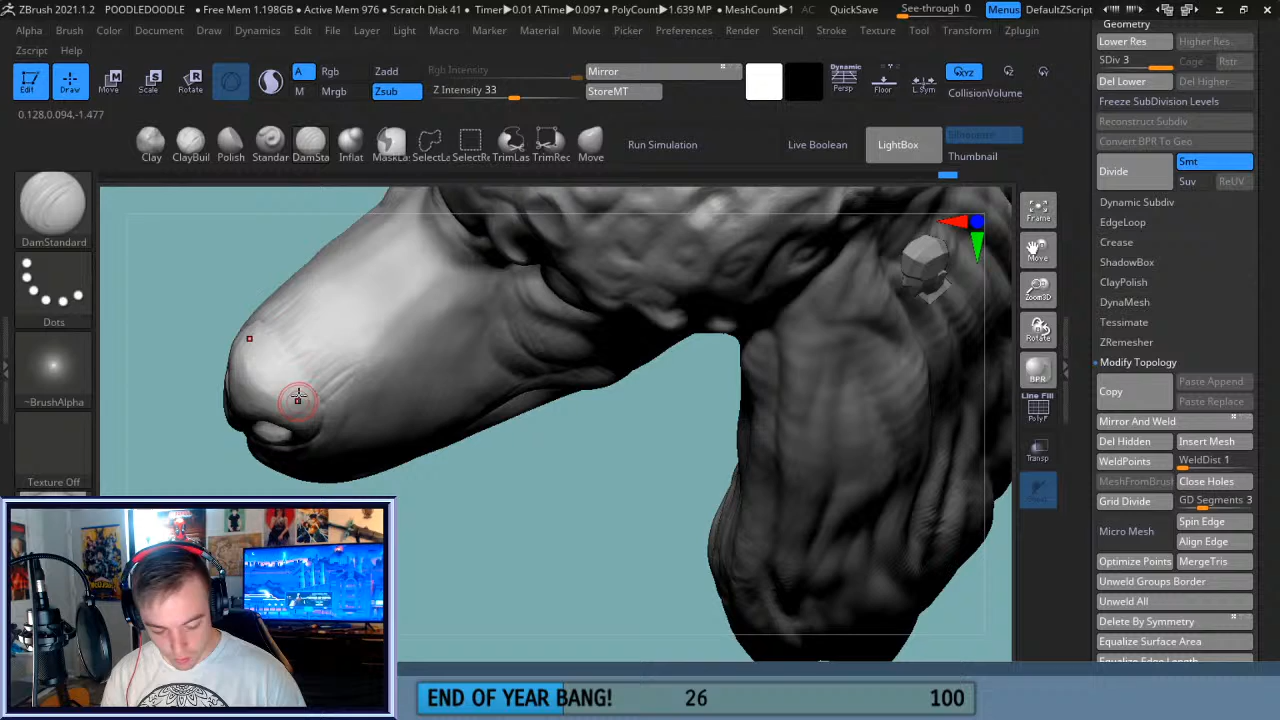 ZBrush 2021.1.2 POODLEDOODLE ● Free Mem 1.198GB ● Active Mem 976 ● Scratch Disk 41 ● Timer▶0.01 ATime▶0.097 ● PolyCount▶1.639 MP ● MeshCount▶1 AC QuickSave See-through 0 Menus DefaultZScript
Alpha Brush Color Document Draw Dynamics Edit File Layer Light Macro Marker Material Movie Picker Preferences Render Stencil Stroke Texture Tool Transform Zplugin
Zscript Help
Edit Draw Move Scale Rotate
A Rgb Zadd Rgb Intensity Mirror
M Mrgb Zsub Z Intensity 33 StoreMT
Dynamic
Persp Floor L.Sym XYZ CollisionVolume
0.128,0.094,-1.477
Clay ClayBuil Polish Standar DamSta Inflat MaskLa SelectLa SelectRe TrimLas TrimRec Move
Run Simulation Live Boolean LightBox Thumbnail
DamStandard
Dots
~BrushAlpha
Texture Off
Frame
Move
Zoom3D
Rotate
BPR
Line Fill
PolyF
Transp
Geometry
Lower Res Higher Res
SDiv 3 Cage Rstr
Del Lower Del Higher
Freeze SubDivision Levels
Reconstruct Subdiv
Convert BPR To Geo
Divide Smt
Suv ReUV
Dynamic Subdiv
EdgeLoop
Crease
ShadowBox
ClayPolish
DynaMesh
Tessimate
ZRemesher
Modify Topology
Copy Paste Append
Paste Replace
Mirror And Weld
Del Hidden Insert Mesh
WeldPoints WeldDist 1
MeshFromBrush Close Holes
Grid Divide GD Segments 3
Micro Mesh Spin Edge
Align Edge
Optimize Points MergeTris
Unweld Groups Border
Unweld All
Delete By Symmetry
Equalize Surface Area
END OF YEAR BANG! 26 100